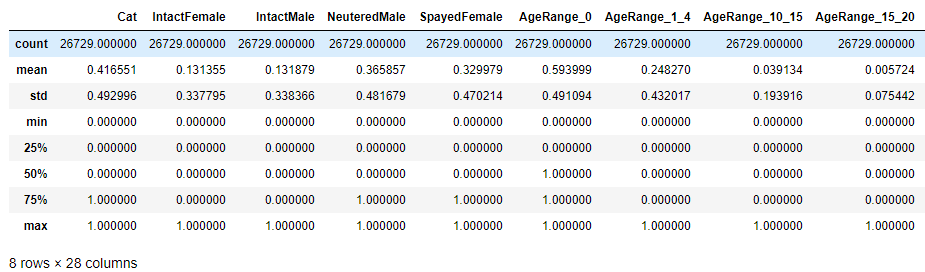 Cat IntactFemale IntactMale NeuteredMale SpayedFemale AgeRange_0 AgeRange_1_4 AgeRange_10_15 AgeRange_15_20
count 26729.000000 26729.000000 26729.000000 26729.000000 26729.000000 26729.000000 26729.000000 26729.000000 26729.000000
mean 0.416551 0.131355 0.131879 0.365857 0.329979 0.593999 0.248270 0.039134 0.005724
std 0.492996 0.337795 0.338366 0.481679 0.470214 0.491094 0.432017 0.193916 0.075442
min 0.000000 0.000000 0.000000 0.000000 0.000000 0.000000 0.000000 0.000000 0.000000
25% 0.000000 0.000000 0.000000 0.000000 0.000000 0.000000 0.000000 0.000000 0.000000
50% 0.000000 0.000000 0.000000 0.000000 0.000000 1.000000 0.000000 0.000000 0.000000
75% 1.000000 0.000000 0.000000 1.000000 1.000000 1.000000 0.000000 0.000000 0.000000
max 1.000000 1.000000 1.000000 1.000000 1.000000 1.000000 1.000000 1.000000 1.000000
8 rows × 28 columns